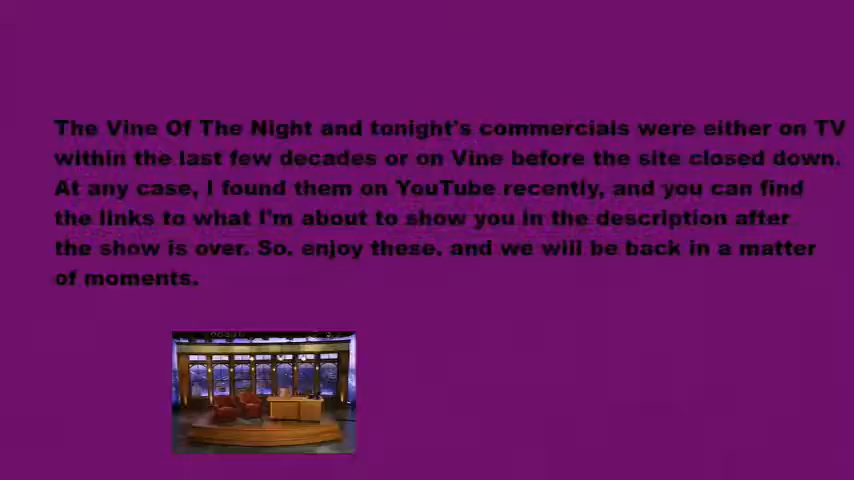 The Vine Of The Night and tonight's commercials were either on TV
within the last few decades or on Vine before the site closed down.
At any case, I found them on YouTube recently, and you can find
the links to what I'm about to show you in the description after
the show is over. So. enjoy these. and we will be back in a matter
of moments.